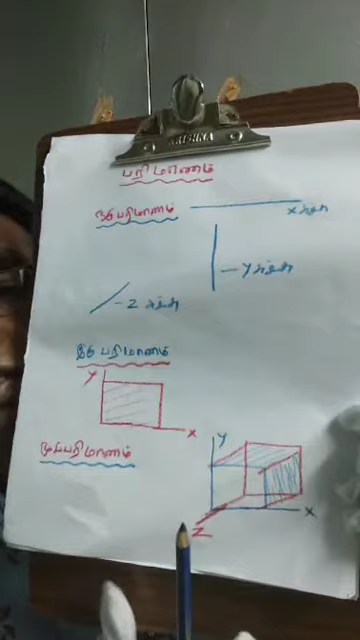 KRISHNA
பரிமாணம்
ஒருபரிமாணம்
X அச்சு
Y அச்சு
Z அச்சு
இரு பரிமாணம்
Y
X
முப்பரிமாணம்
Y
X
Z